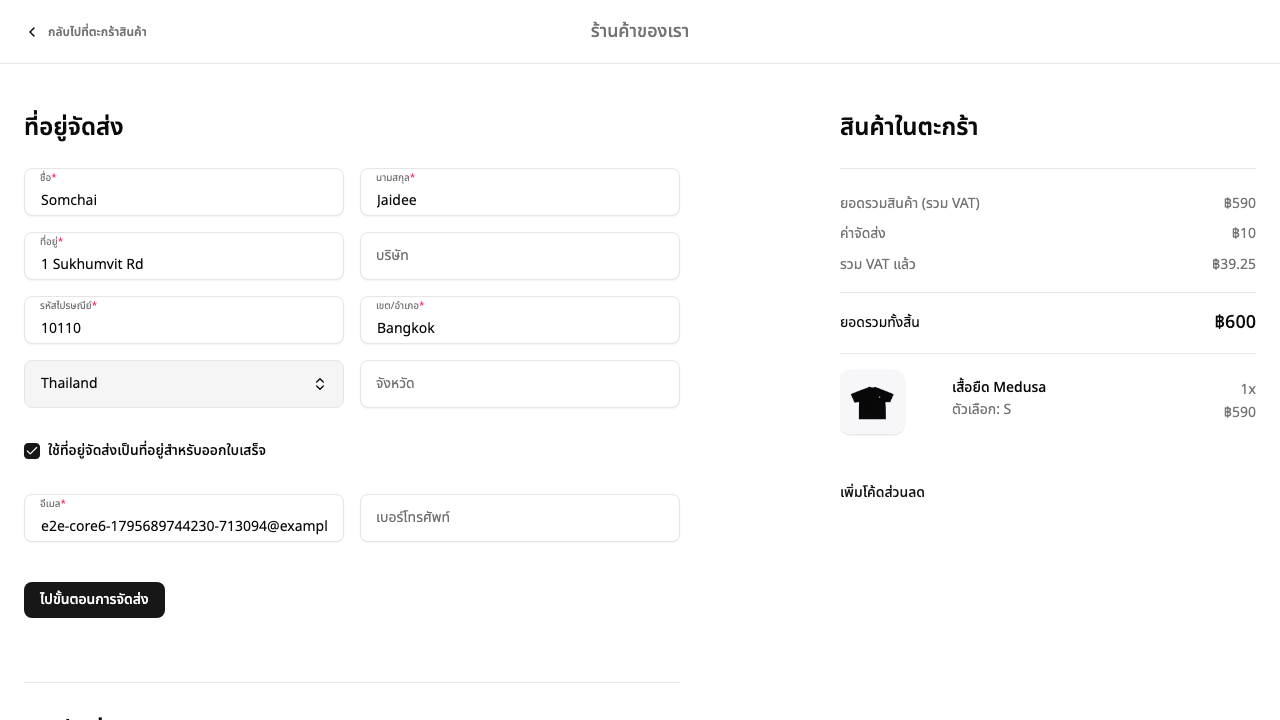 กลับไปที่ตะกร้าสินค้า
ร้านค้าของเรา
ที่อยู่จัดส่ง
ชื่อ*
Somchai
นามสกุล*
Jaidee
ที่อยู่*
1 Sukhumvit Rd
บริษัท
รหัสไปรษณีย์*
10110
เขต/อำเภอ*
Bangkok
Thailand
จังหวัด
ใช้ที่อยู่จัดส่งเป็นที่อยู่สำหรับออกใบเสร็จ
อีเมล*
e2e-core6-1795689744230-713094@exampl
เบอร์โทรศัพท์
ไปขั้นตอนการจัดส่ง
สินค้าในตะกร้า
ยอดรวมสินค้า (รวม VAT) ฿590
ค่าจัดส่ง ฿10
รวม VAT แล้ว ฿39.25
ยอดรวมทั้งสิ้น ฿600
เสื้อยืด Medusa 1x
ตัวเลือก: S ฿590
เพิ่มโค้ดส่วนลด